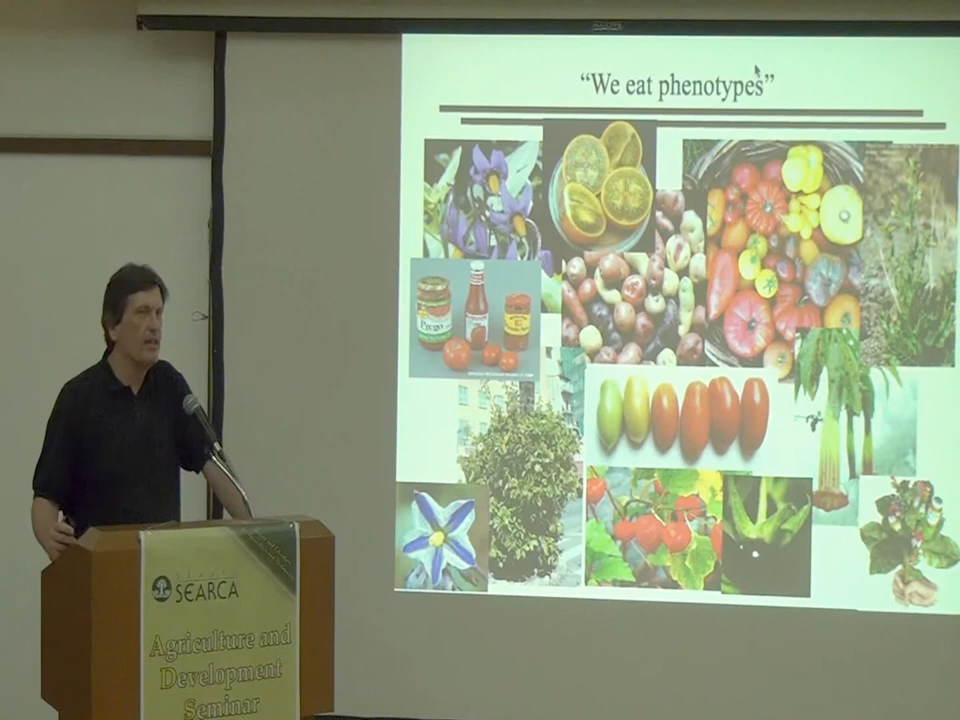 “We eat phenotypes”
Prego
SEARCA
Agriculture and
Development
Seminar